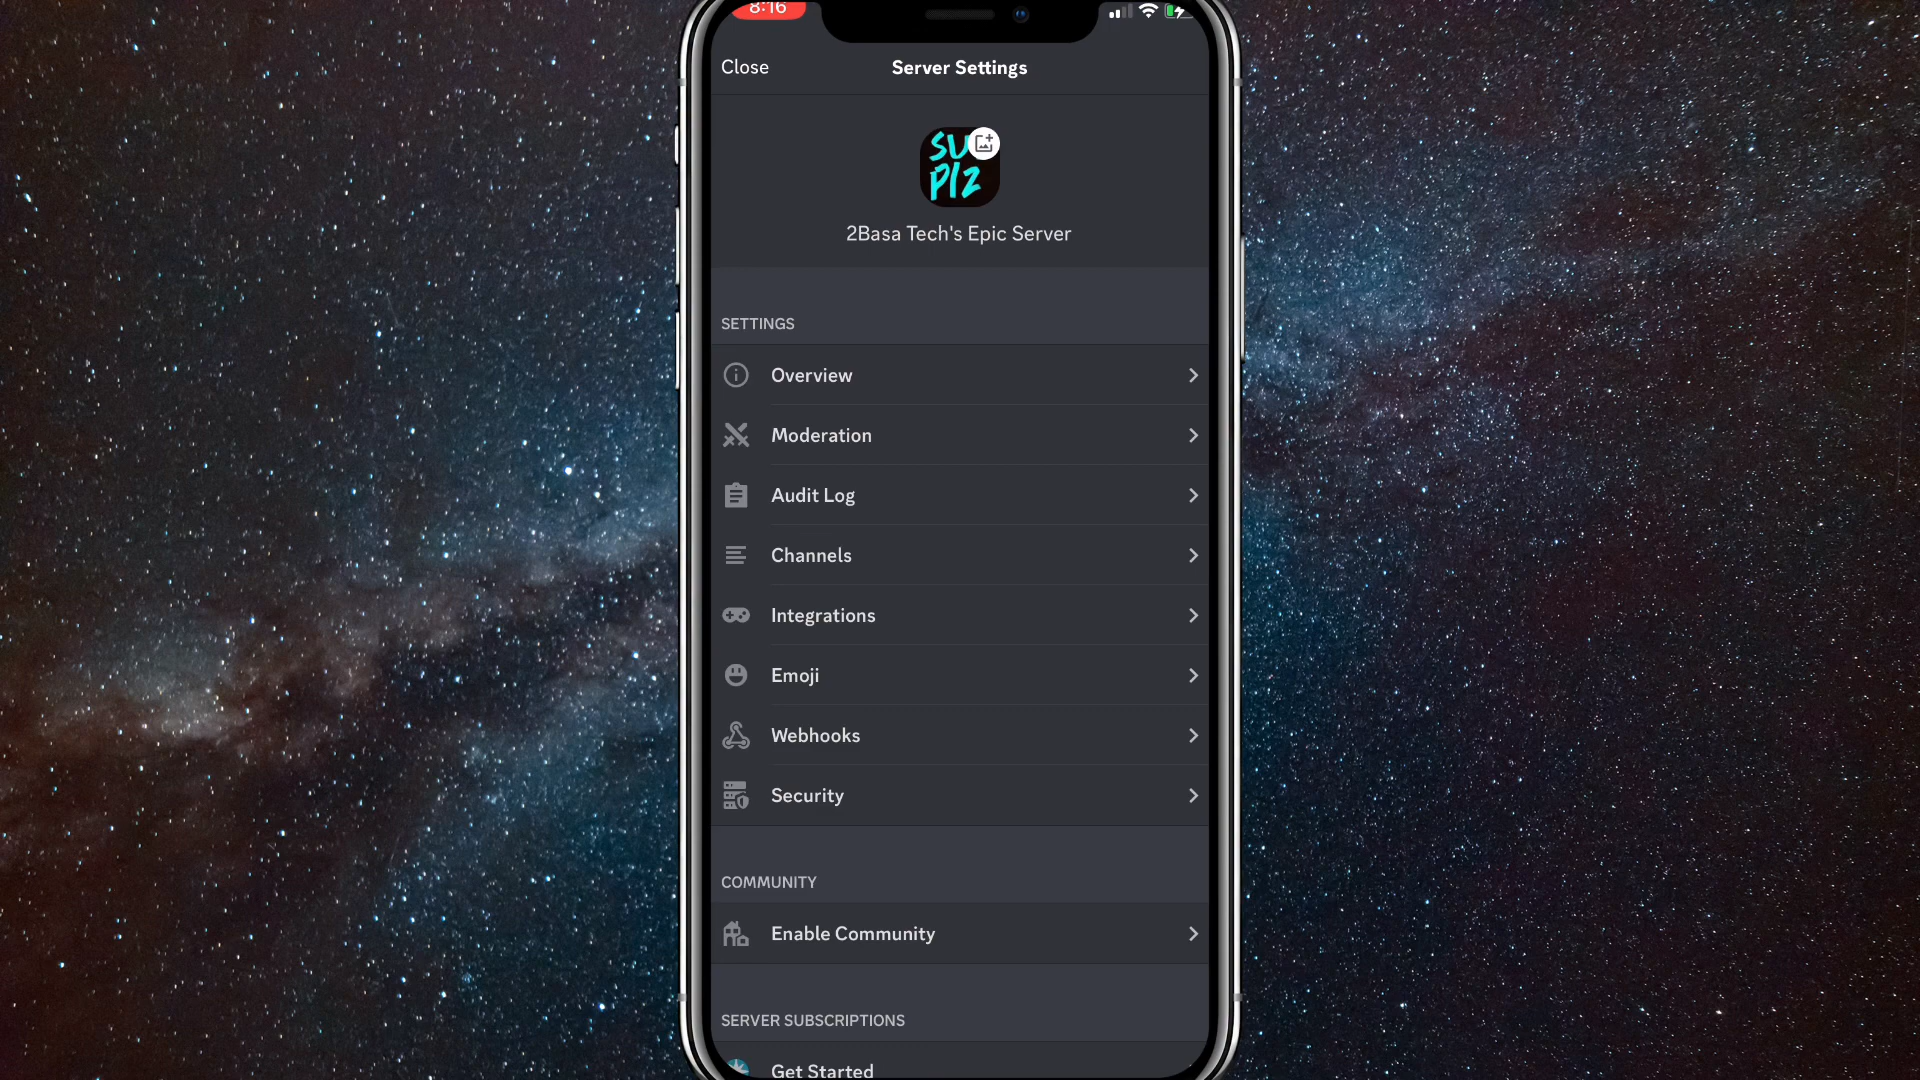 8:16
Close
Server Settings
SU
PLZ
2Basa Tech's Epic Server
SETTINGS
Overview
Moderation
Audit Log
Channels
Integrations
Emoji
Webhooks
Security
COMMUNITY
Enable Community
SERVER SUBSCRIPTIONS
Get Started